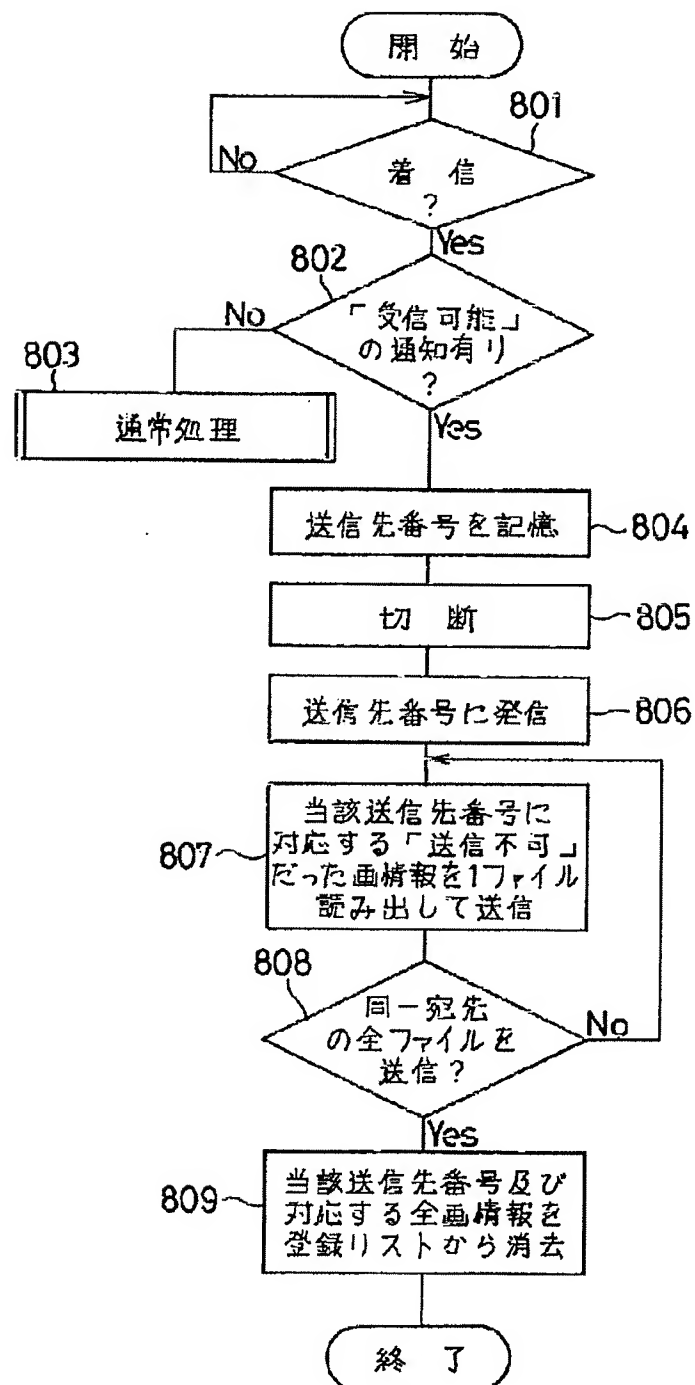 開 始
801
No
着 信
?
Yes
802
No
「受信可能」
の通知有り
?
803
Yes
通常処理
送信先番号を記憶
804
切 断
805
送信先番号に発信
806
当該送信先番号に
対応する「送信不可」
だった画情報を1ファイル
読み出して送信
807
808
同一宛先
の全ファイルを
送信?
No
Yes
809
当該送信先番号及び
対応する全画情報を
登録リストから消去
終 了